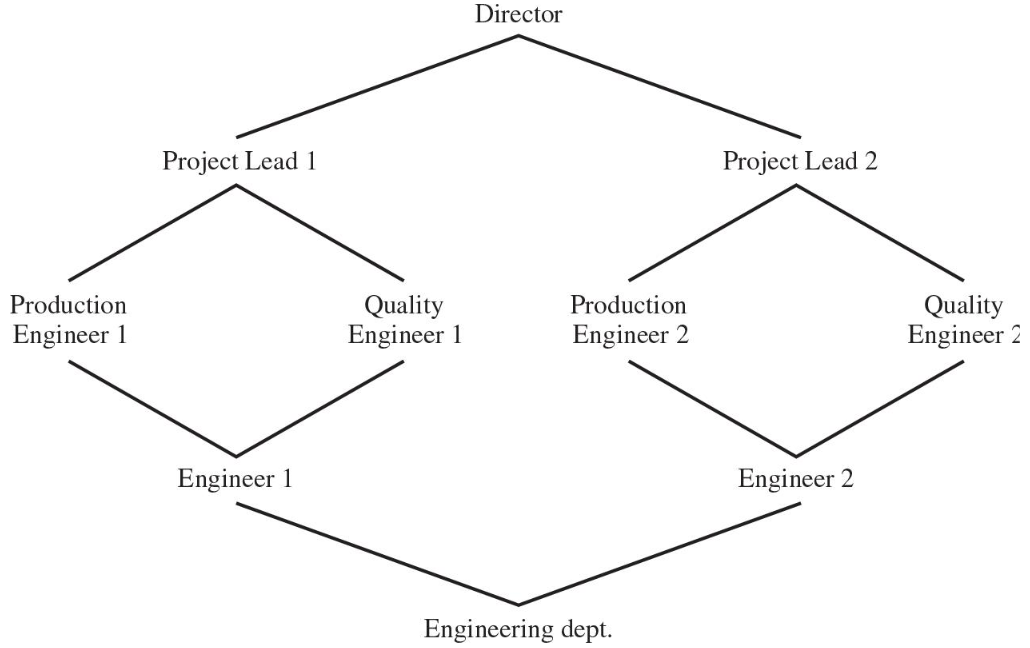 Director
Project Lead 1
Project Lead 2
Production
Engineer 1
Quality
Engineer 1
Production
Engineer 2
Quality
Engineer 2
Engineer 1
Engineer 2
Engineering dept.